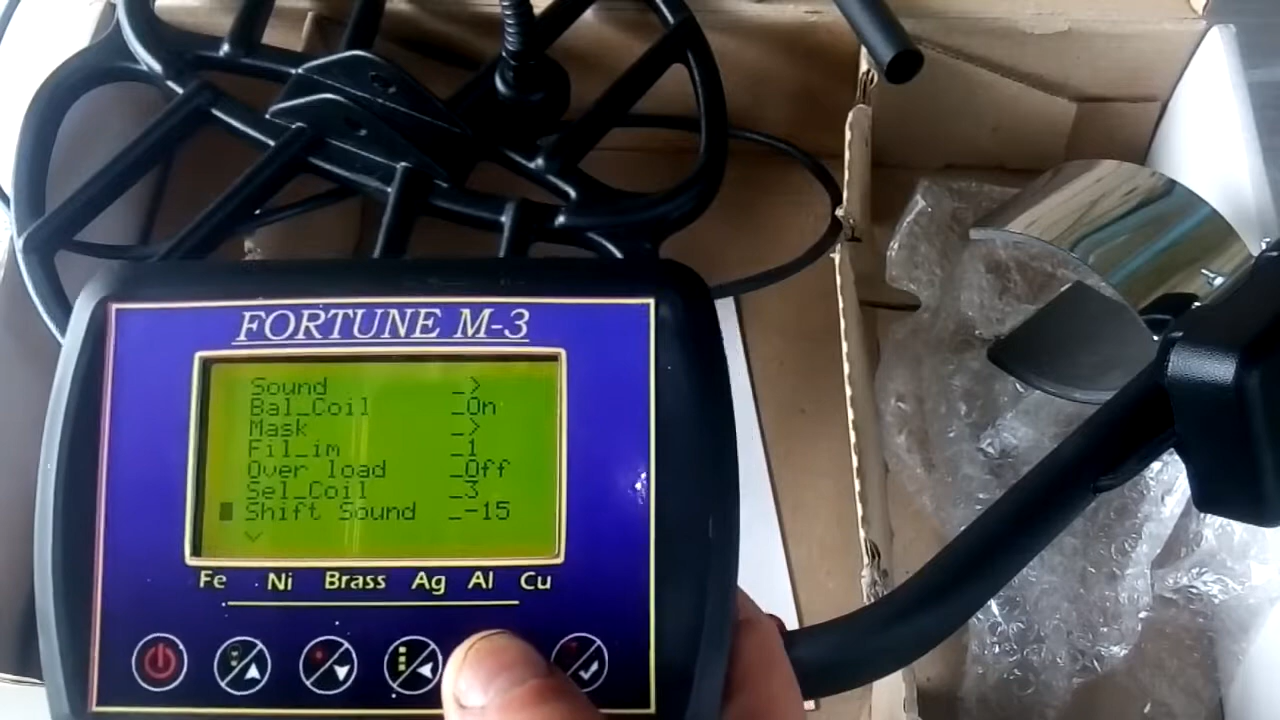 FORTUNE M-3
Sound _>
Bal_Coil _On
Mask _>
Fil_im _1
Over load _Off
Sel_Coil _3
Shift Sound _-15
Fe Ni Brass Ag Al Cu